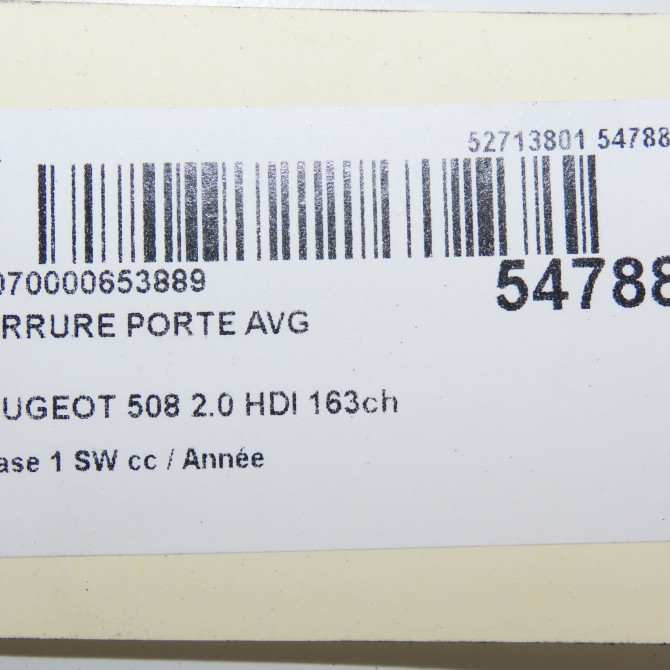 52713801 54788
070000653889
54788
RRURE PORTE AVG
UGEOT 508 2.0 HDI 163ch
ase 1 SW cc / Année